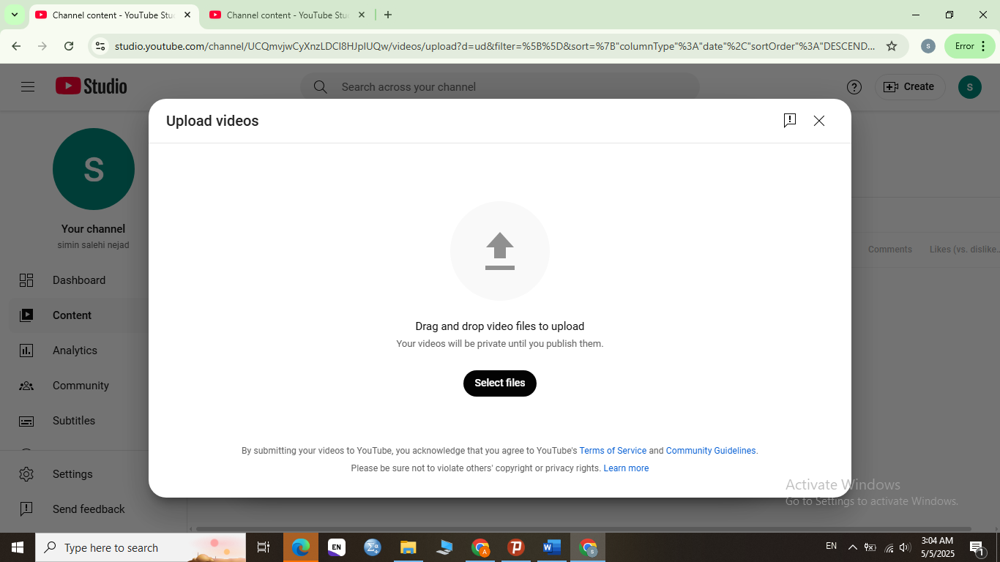 Channel content - YouTube Stu
Channel content - YouTube Stu
studio.youtube.com/channel/UCQmvjwCyXnzLDCI8HJpIUQw/videos/upload?d=ud&filter=%5B%5D&sort=%7B"columnType"%3A"date"%2C"sortOrder"%3A"DESCEND...
S
Error
Studio
Search across your channel
Create
S
Upload videos
S
Your channel
simin salehi nejad
Comments
Likes (vs. dislike...
Dashboard
Content
Analytics
Community
Subtitles
Settings
Send feedback
Drag and drop video files to upload
Your videos will be private until you publish them.
Select files
By submitting your videos to YouTube, you acknowledge that you agree to YouTube's Terms of Service and Community Guidelines.
Please be sure not to violate others' copyright or privacy rights. Learn more
Activate Windows
Go to Settings to activate Windows.
Type here to search
EN
A
P
W
S
EN
3:04 AM
5/5/2025
1